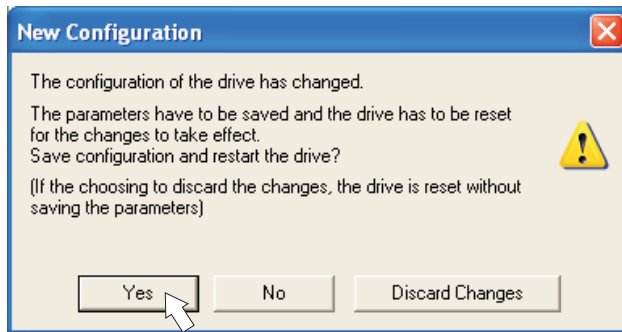 New Configuration
The configuration of the drive has changed.
The parameters have to be saved and the drive has to be reset
for the changes to take effect.
Save configuration and restart the drive?
(If the choosing to discard the changes, the drive is reset without
saving the parameters)
Yes
No
Discard Changes